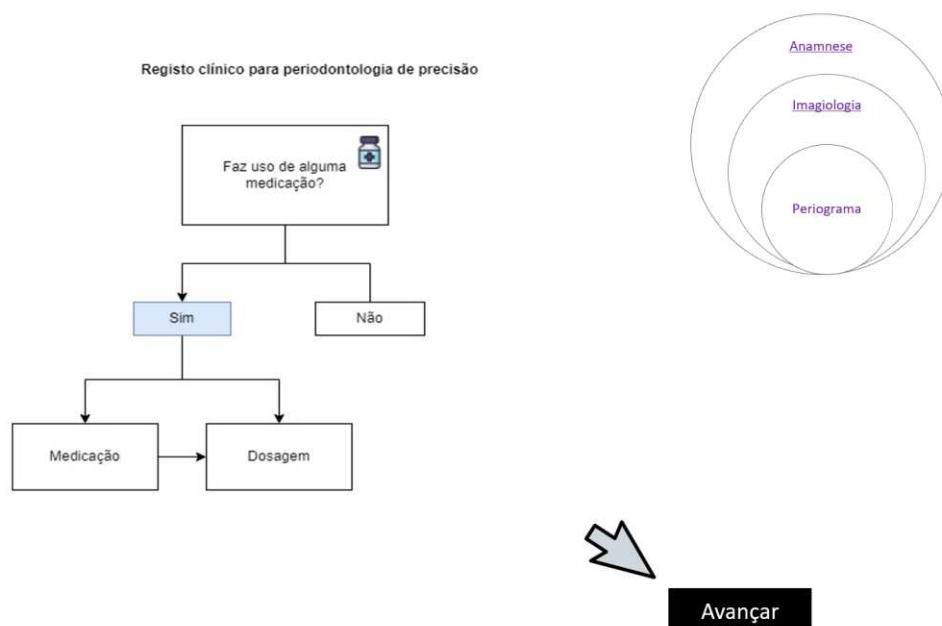 Registo clínico para periodontologia de precisão
Anamnese
Imagiologia
Periograma
Faz uso de alguma
medicação?
Sim
Não
Medicação
Dosagem
Avançar